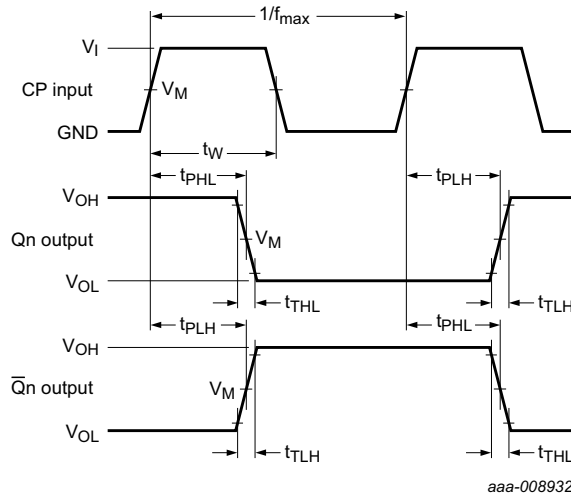 1/fmax
VI
CP input
VM
GND
tW
tPHL
tPLH
VOH
Qn output
VM
VOL
tTHL
tTLH
tPLH
tPHL
VOH
Q̅n output
VM
VOL
tTLH
tTHL
aaa-008932